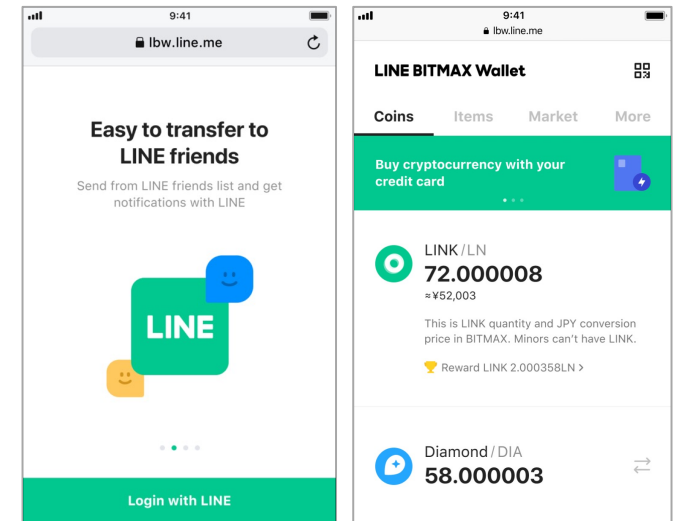 9:41
lbw.line.me
Easy to transfer to
LINE friends
Send from LINE friends list and get
notifications with LINE
LINE
Login with LINE
9:41
lbw.line.me
LINE BITMAX Wallet
Coins Items Market More
Buy cryptocurrency with your
credit card
LINK/LN
72.000008
≈¥52,003
This is LINK quantity and JPY conversion
price in BITMAX. Minors can't have LINK.
Reward LINK 2.000358LN >
Diamond/DIA
58.000003